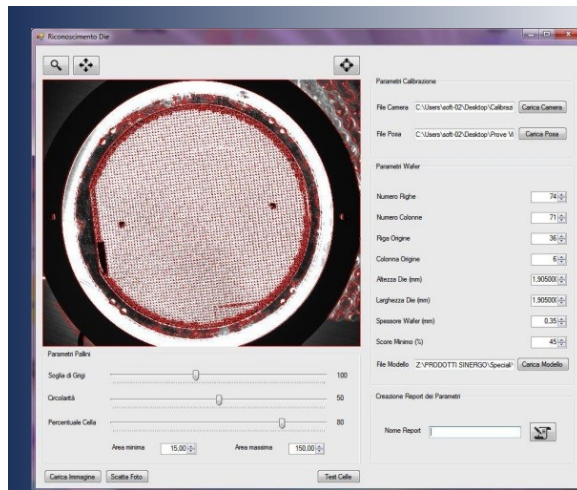 Riconoscimento Die
Parametri Calibrazione
File Camera C:\Users\soft-02\Desktop\Calibrazi Carica Camera
File Posa C:\Users\soft-02\Desktop\Prove VI Carica Posa
Parametri Wafer
Numero Righe 74
Numero Colonne 71
Riga Origine 36
Colonna Origine 6
Altezza Die (mm) 1,90500(
Larghezza Die (mm) 1,90500(
Spessore Wafer (mm) 0,35
Score Minimo (%) 45
File Modello Z:\PRODOTTI SINERGO\Special\ Carica Modello
Creazione Report dei Parametri
Nome Report
Parametri Pallini
Soglia di Grigi 100
Circolarità 50
Percentuale Cella 80
Area minima 15,00 Area massima 150,00
Carica Immagine Scatta Foto Test Celle